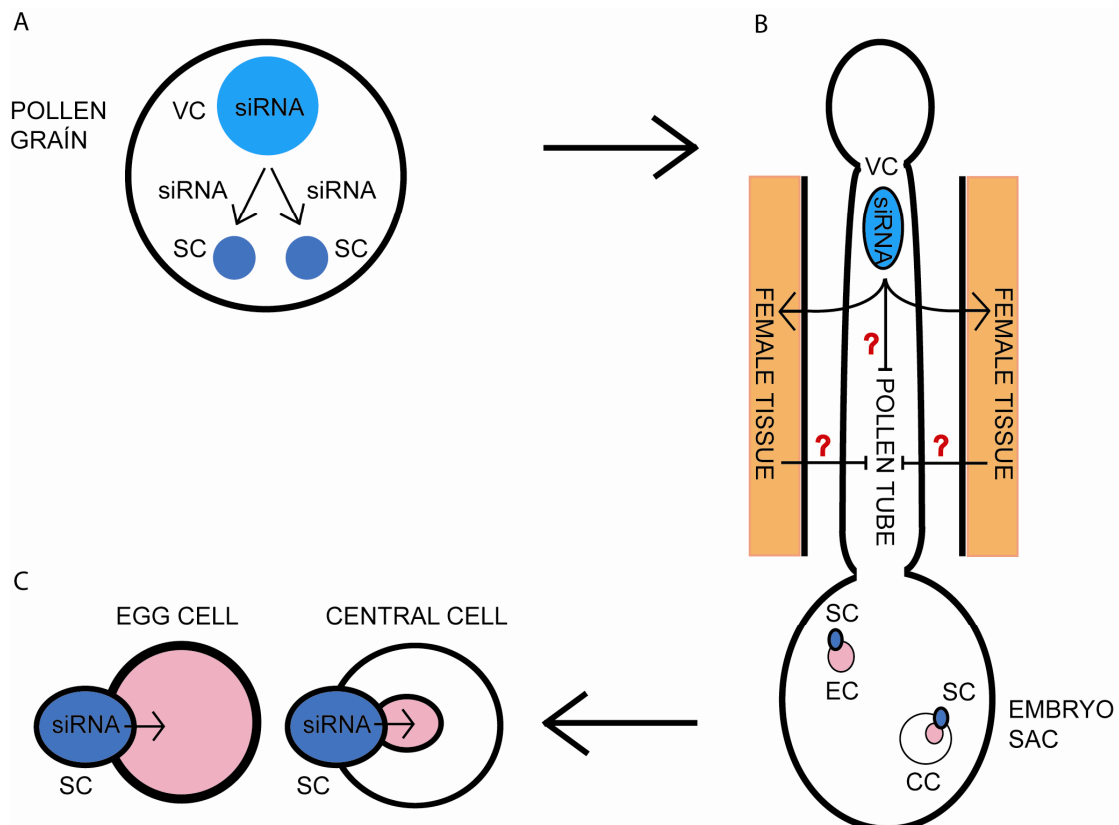 A
POLLEN
GRAÍN
VC
siRNA
siRNA
siRNA
SC
SC
B
VC
siRNA
FEMALE TISSUE
FEMALE TISSUE
?
POLLEN TUBE
?
?
SC
EC
SC
CC
EMBRYO
SAC
C
EGG CELL
CENTRAL CELL
siRNA
SC
siRNA
SC